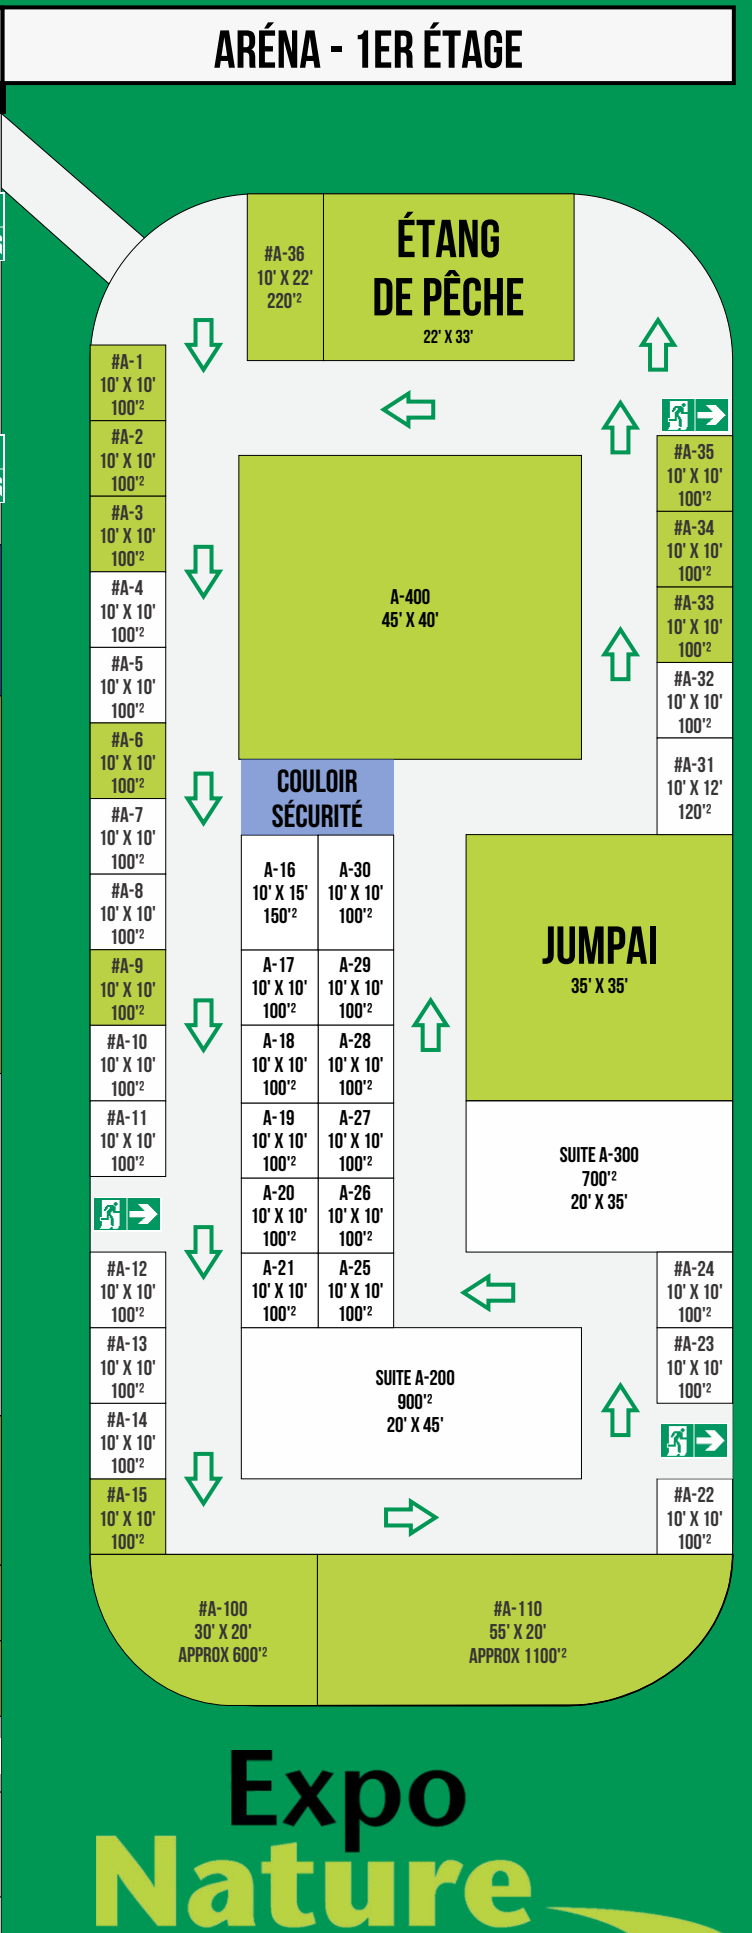 ARÉNA - 1ER ÉTAGE
#A-36
10' X 22'
220'²
ÉTANG
DE PÊCHE
22' X 33'
#A-1
10' X 10'
100'²
#A-2
10' X 10'
100'²
#A-3
10' X 10'
100'²
#A-4
10' X 10'
100'²
#A-5
10' X 10'
100'²
#A-6
10' X 10'
100'²
#A-7
10' X 10'
100'²
#A-8
10' X 10'
100'²
#A-9
10' X 10'
100'²
#A-10
10' X 10'
100'²
#A-11
10' X 10'
100'²
#A-12
10' X 10'
100'²
#A-13
10' X 10'
100'²
#A-14
10' X 10'
100'²
#A-15
10' X 10'
100'²
A-400
45' X 40'
COULOIR
SÉCURITÉ
A-16
10' X 15'
150'²
A-30
10' X 10'
100'²
A-17
10' X 10'
100'²
A-29
10' X 10'
100'²
A-18
10' X 10'
100'²
A-28
10' X 10'
100'²
A-19
10' X 10'
100'²
A-27
10' X 10'
100'²
A-20
10' X 10'
100'²
A-26
10' X 10'
100'²
A-21
10' X 10'
100'²
A-25
10' X 10'
100'²
SUITE A-200
900'²
20' X 45'
#A-35
10' X 10'
100'²
#A-34
10' X 10'
100'²
#A-33
10' X 10'
100'²
#A-32
10' X 10'
100'²
#A-31
10' X 12'
120'²
JUMPAI
35' X 35'
SUITE A-300
700'²
20' X 35'
#A-24
10' X 10'
100'²
#A-23
10' X 10'
100'²
#A-22
10' X 10'
100'²
#A-100
30' X 20'
APPROX 600'²
#A-110
55' X 20'
APPROX 1100'²
Expo
Nature